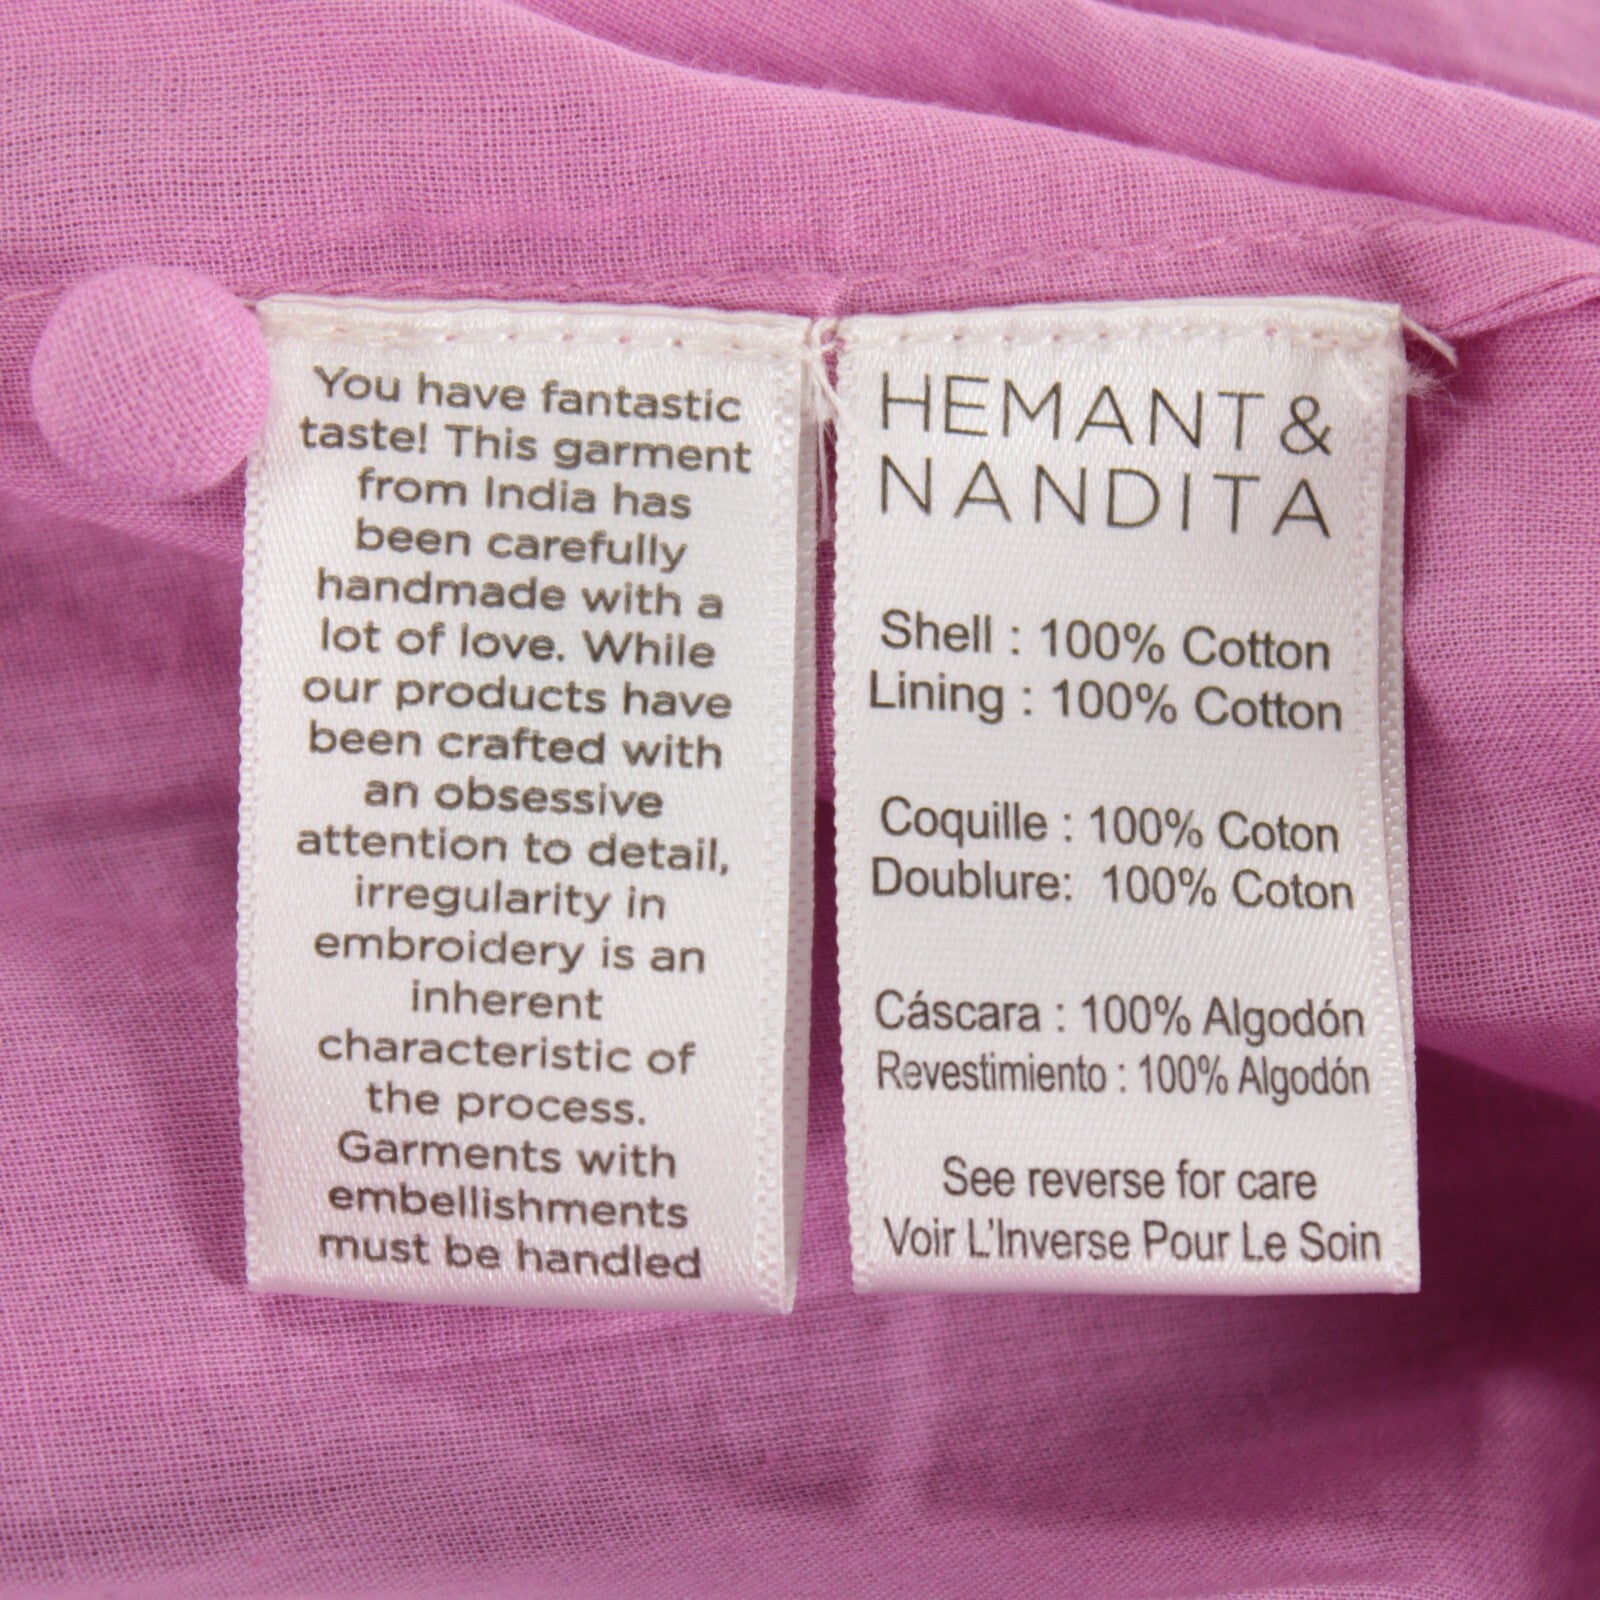 You have fantastic
taste! This garment
from India has
been carefully
handmade with a
lot of love. While
our products have
been crafted with
an obsessive
attention to detail,
irregularity in
embroidery is an
inherent
characteristic of
the process.
Garments with
embellishments
must be handled
HEMANT &
NANDITA
Shell : 100% Cotton
Lining : 100% Cotton
Coquille : 100% Coton
Doublure: 100% Coton
Cáscara : 100% Algodón
Revestimiento : 100% Algodón
See reverse for care
Voir L'Inverse Pour Le Soin